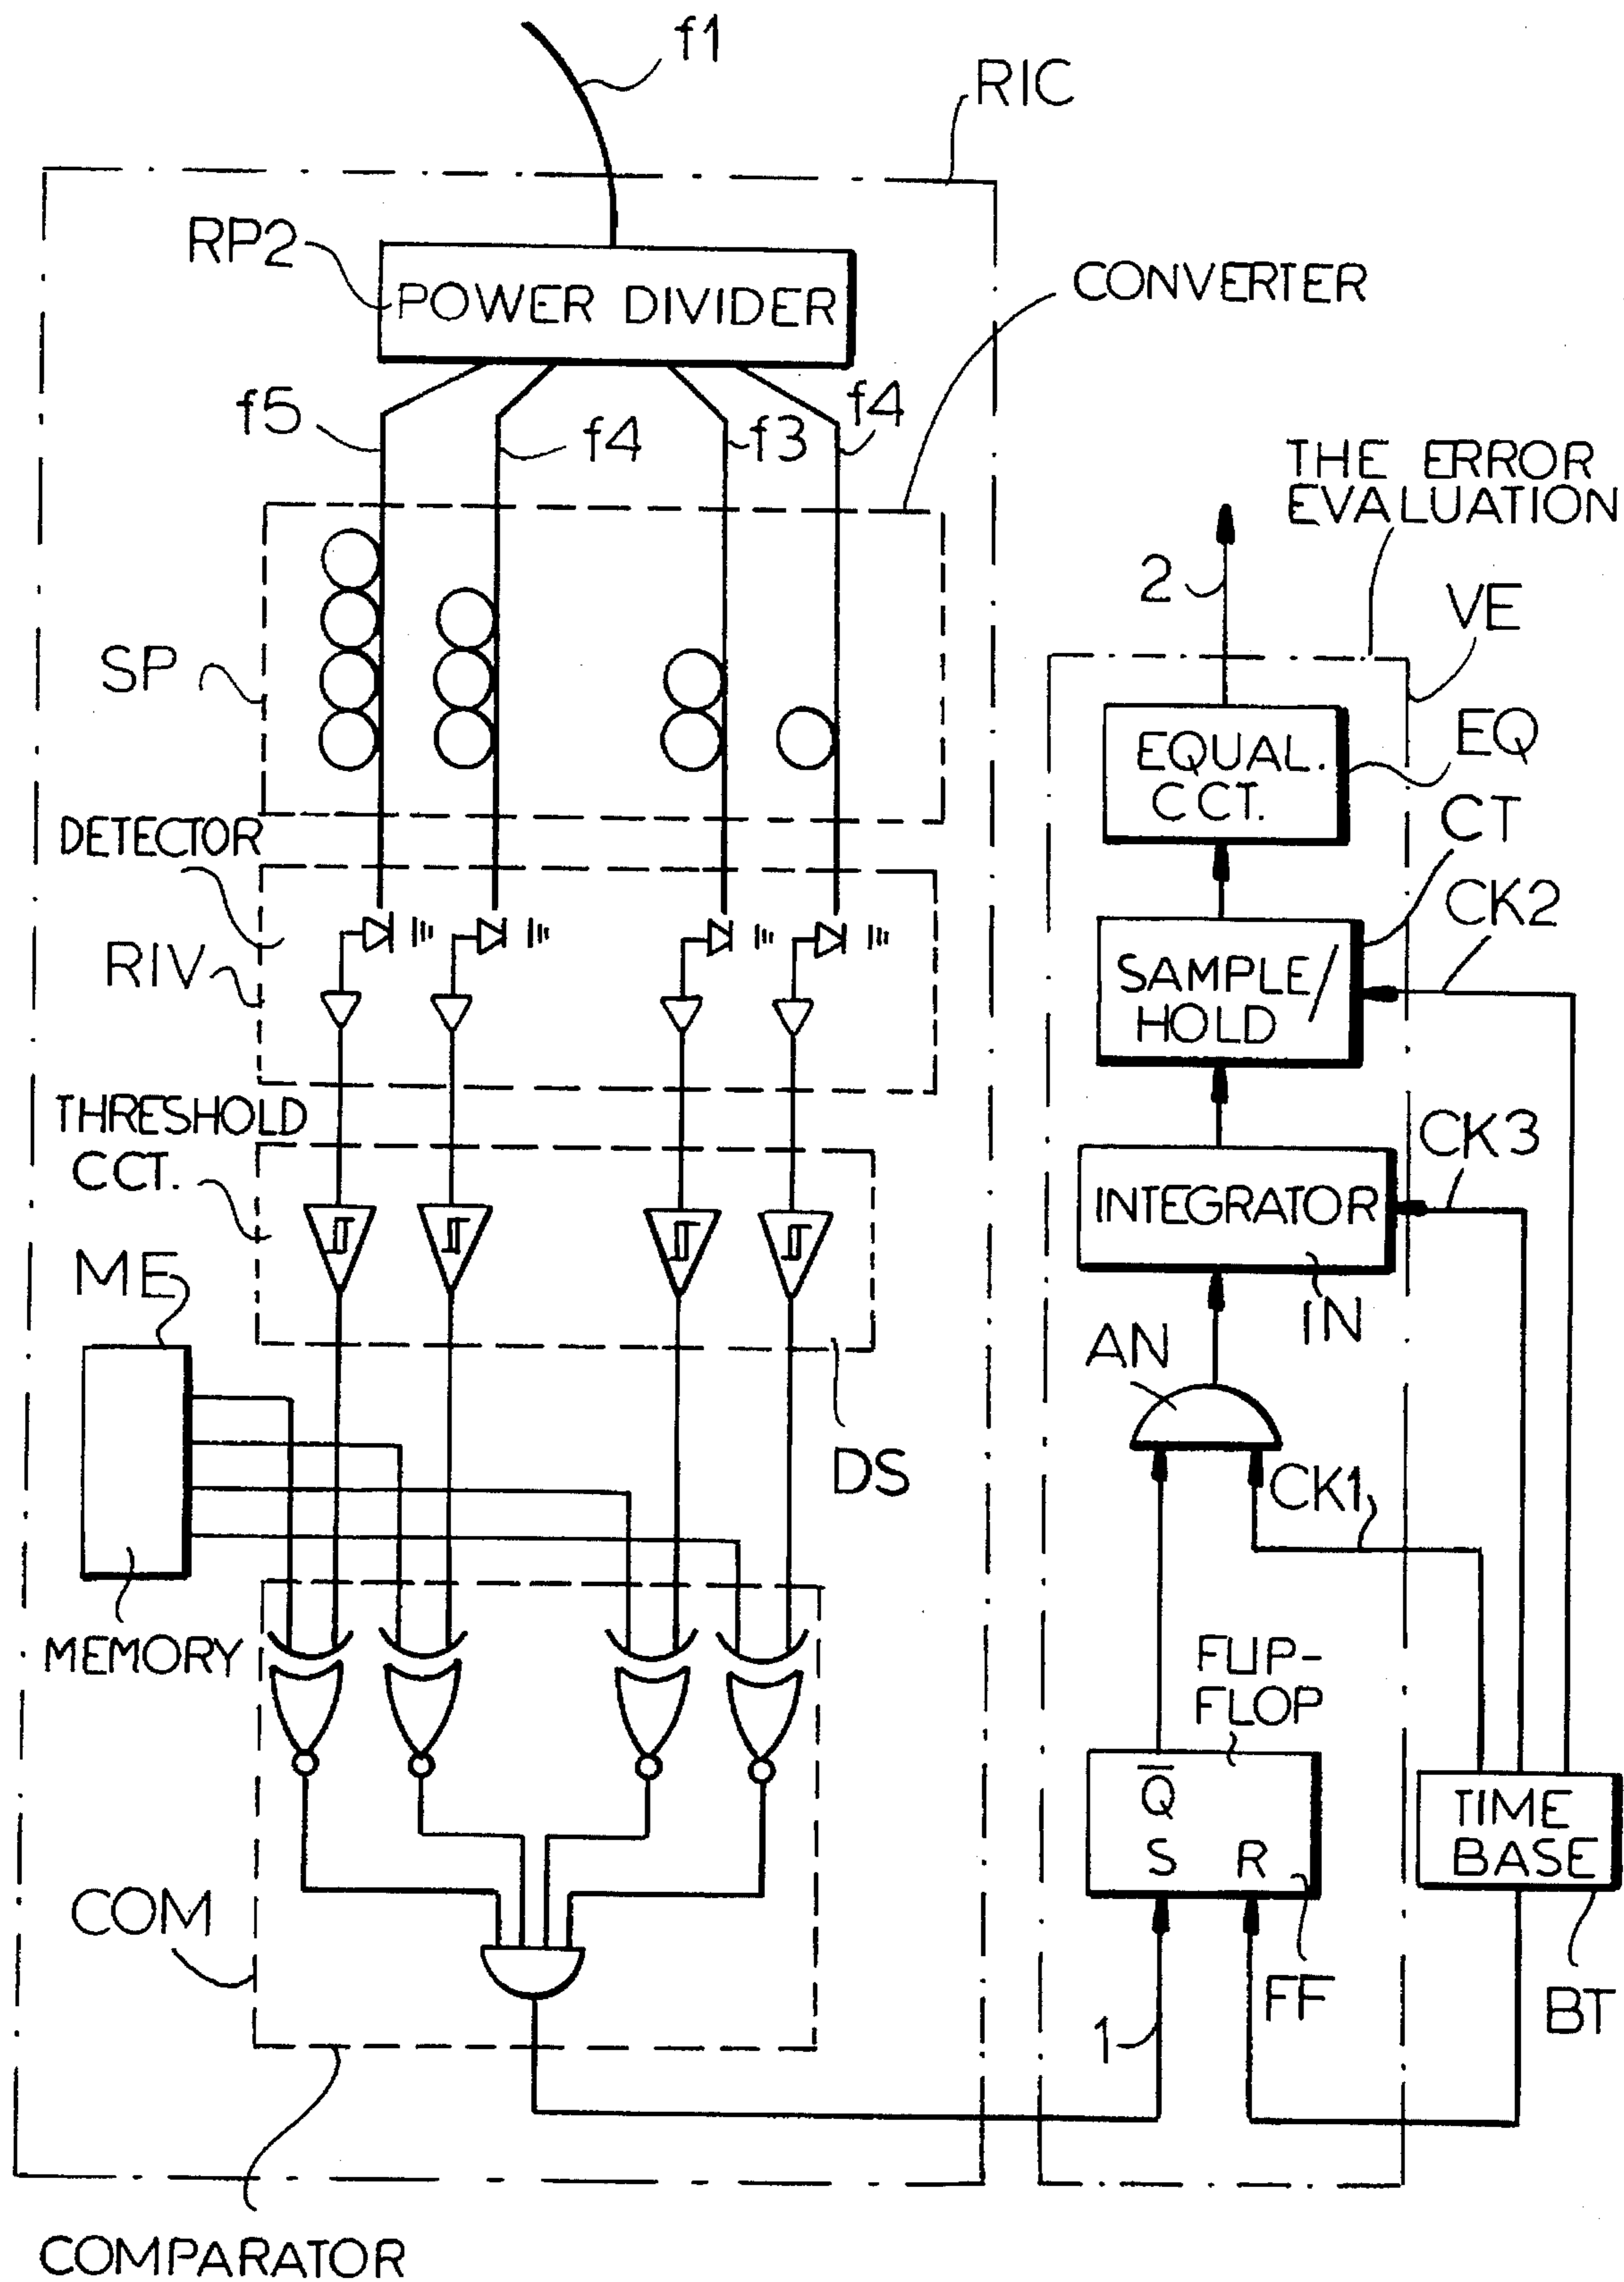 f1
RIC
RP2
POWER DIVIDER
CONVERTER
f5
f4
f3
f4
THE ERROR
EVALUATION
2
VE
SP
EQUAL.
CCT.
EQ
DETECTOR
CT
CK2
RIV
SAMPLE/
HOLD
THRESHOLD
CCT.
CK3
INTEGRATOR
ME
IN
AN
DS
CK1
MEMORY
FLIP-
FLOP
Q
S R
TIME
BASE
COM
FF
BT
1
COMPARATOR